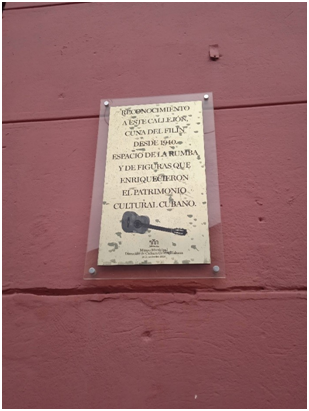 RECONOCIMIENTO
A ESTE CALLEJÓN,
CUNA DEL FILIN,
DESDE 1940.
ESPACIO DE LA RUMBA
Y DE FIGURAS QUE
ENRIQUECIERON
EL PATRIMONIO
CULTURAL CUBANO.